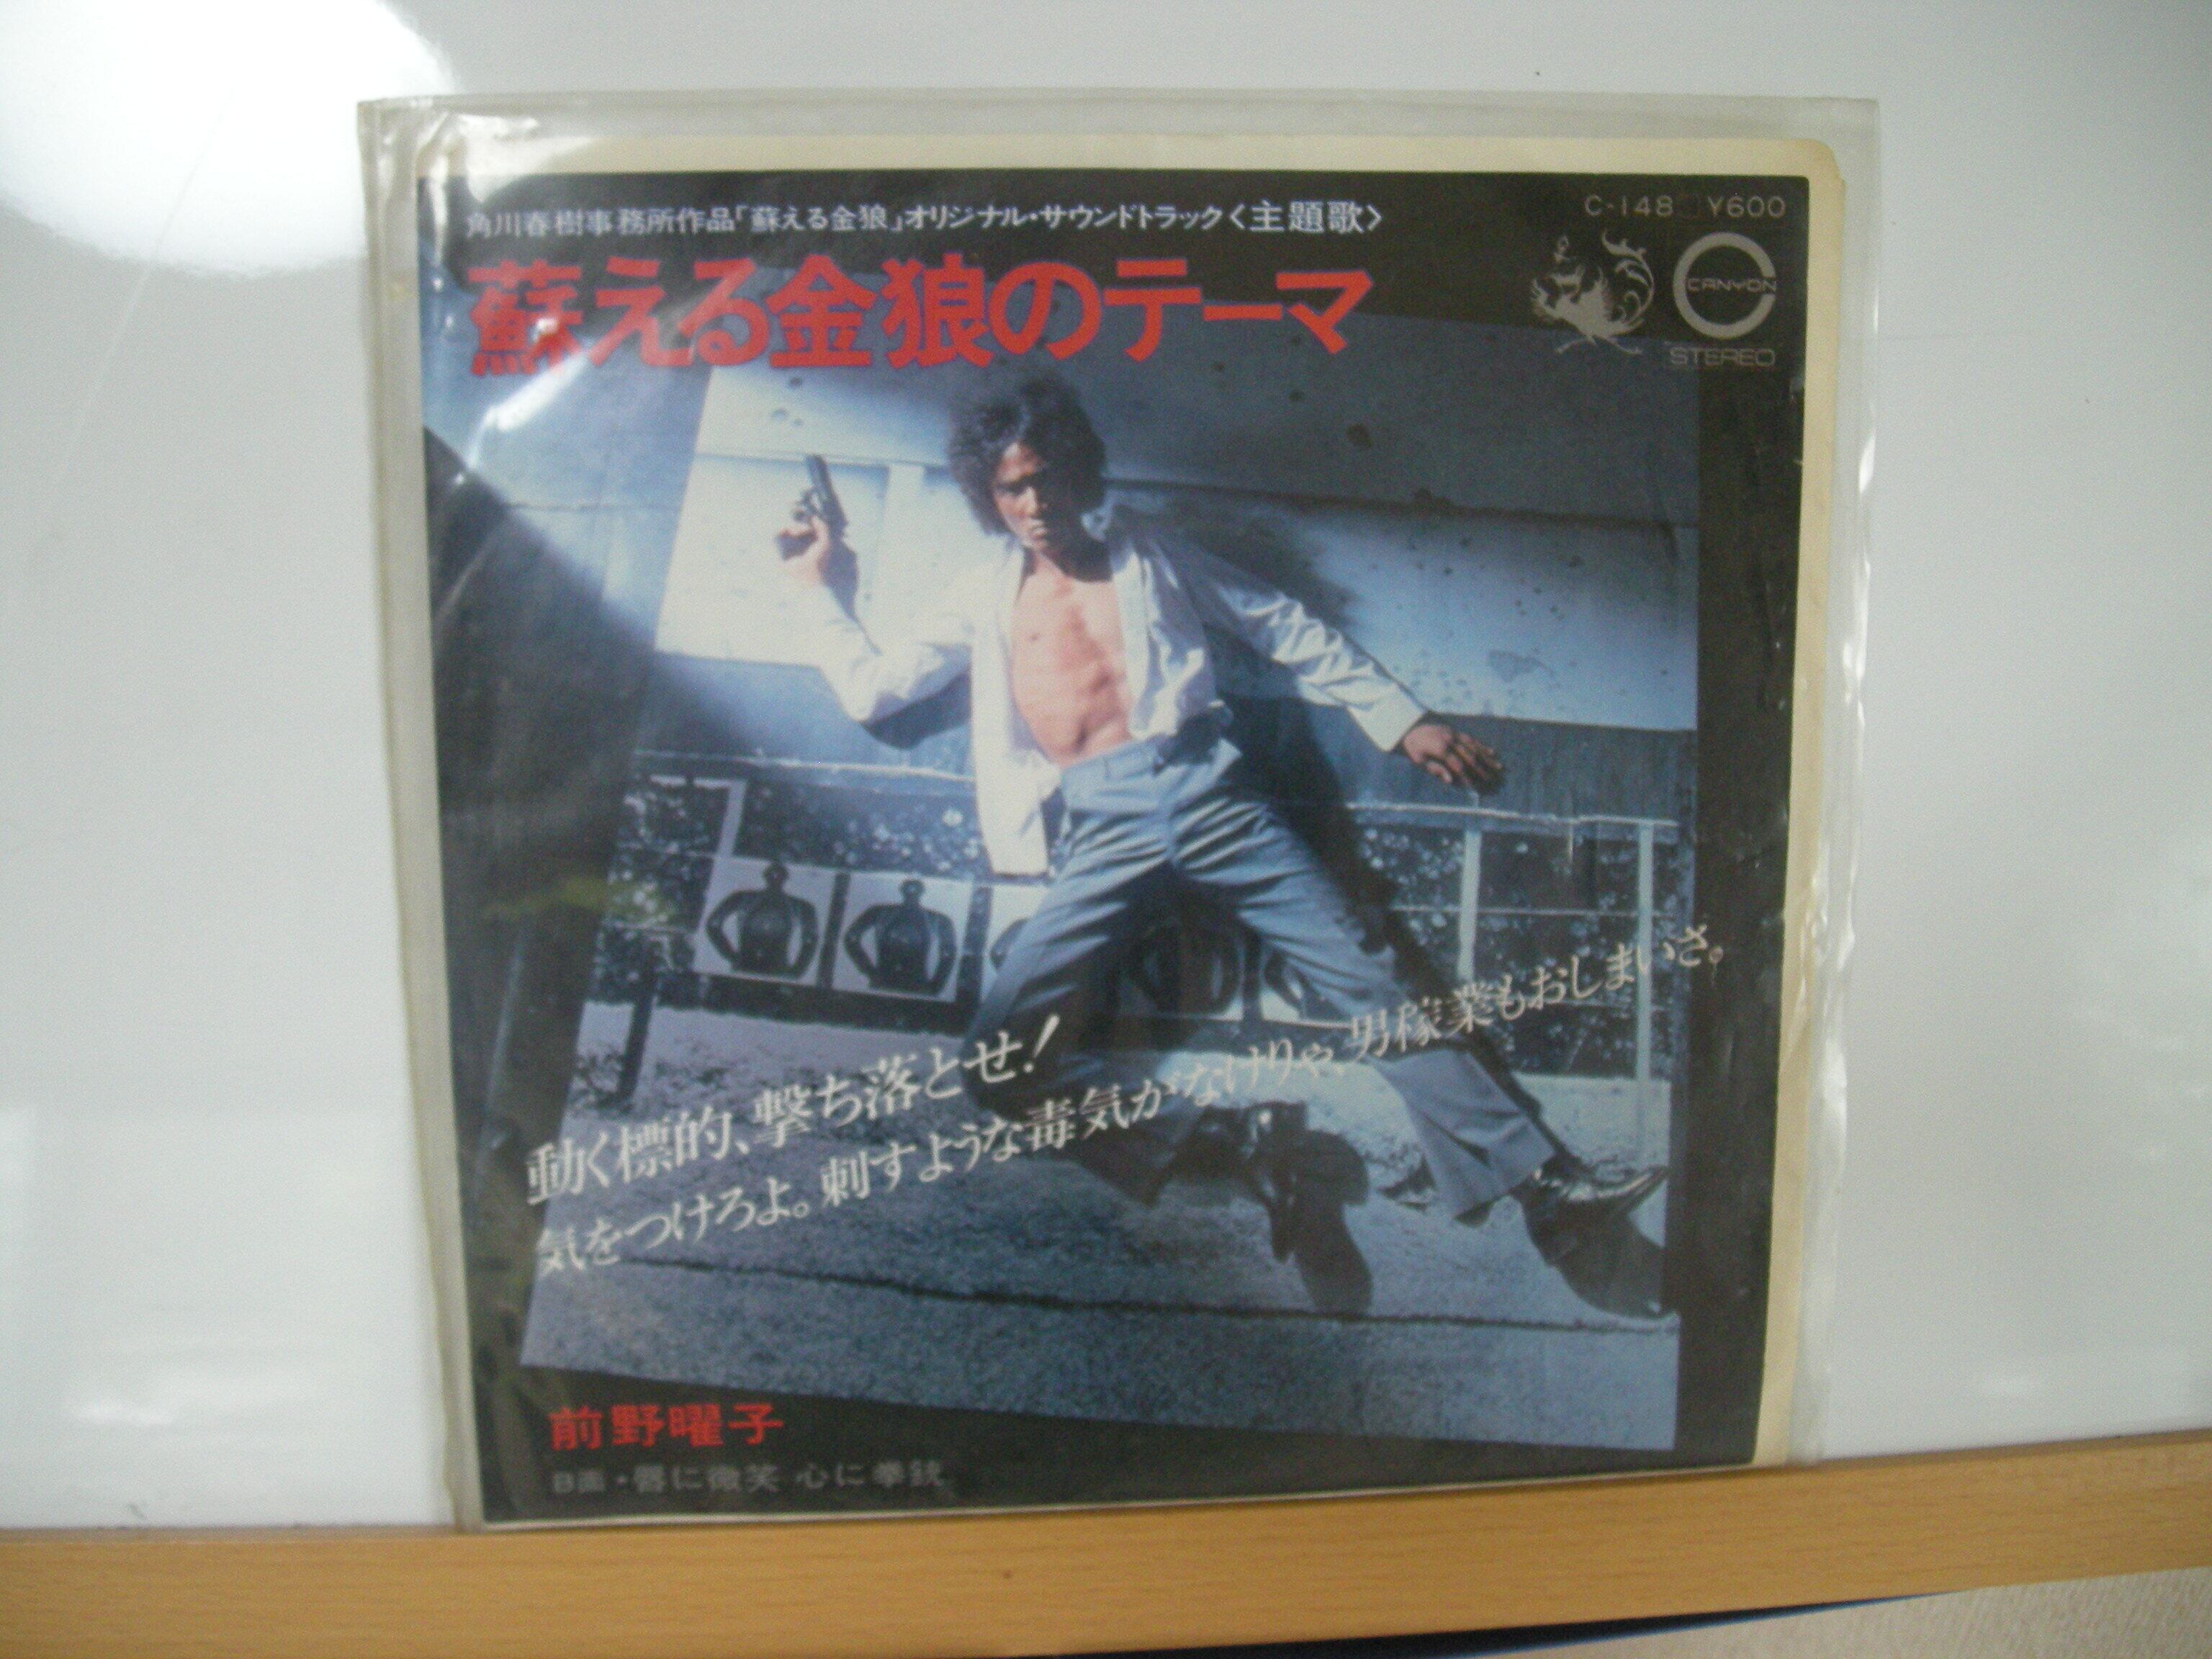 C-148 ¥600
角川春樹事務所作品「蘇える金狼」オリジナル・サウンドトラック〈主題歌〉
蘇える金狼のテーマ
CANYON
STEREO
動く標的、撃ち落とせ!
気をつけろよ。刺すような毒気がなけりゃ、男稼業もおしまいさ。
前野曜子
B面・唇に微笑 心に拳銃